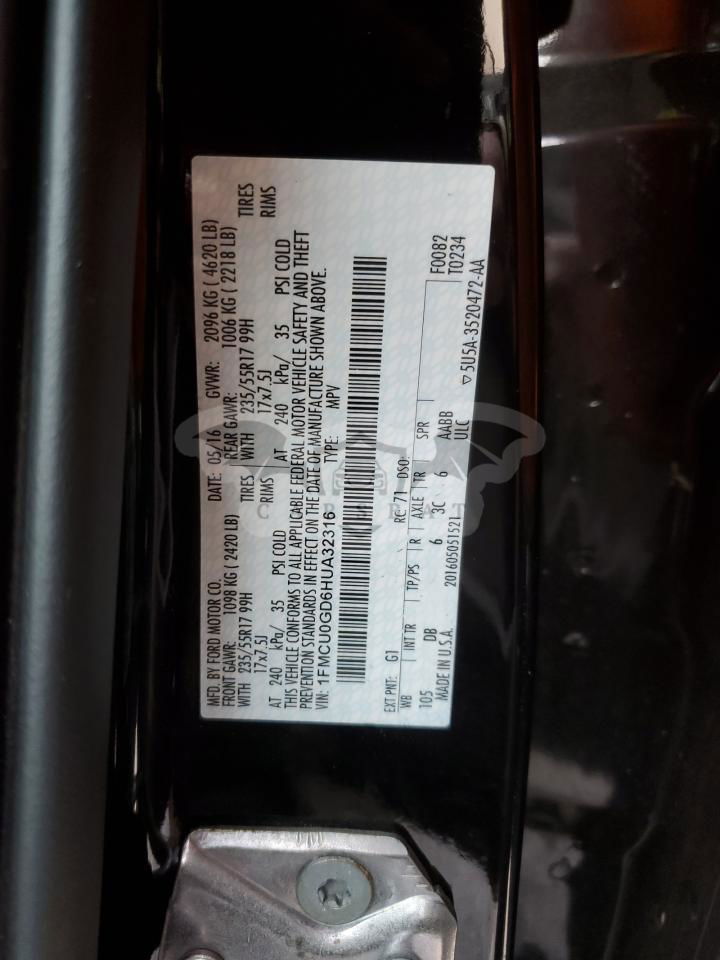 MFD. BY FORD MOTOR CO. DATE: 05/16 GVWR: 2096 KG ( 4620 LB)
FRONT GAWR: 1098 KG ( 2420 LB) REAR GAWR: 1006 KG ( 2218 LB)
WITH 235/55R17 99H TIRES WITH 235/55R17 99H TIRES
17x7.5J RIMS 17x7.5J RIMS
AT 240 kPa/ 35 PSI COLD AT 240 kPa/ 35 PSI COLD
THIS VEHICLE CONFORMS TO ALL APPLICABLE FEDERAL MOTOR VEHICLE SAFETY AND THEFT
PREVENTION STANDARDS IN EFFECT ON THE DATE OF MANUFACTURE SHOWN ABOVE.
VIN: 1FMCU0GD6HUA32316 TYPE: MPV
EXT PNT: G1 RC: 71 DSO: F0082
WB INT TR TP/PS R AXLE TR SPR T0234
105 DB 6 3C 6 AABB
MADE IN U.S.A. 201605051521 ULC
5U5A-3520472-AA